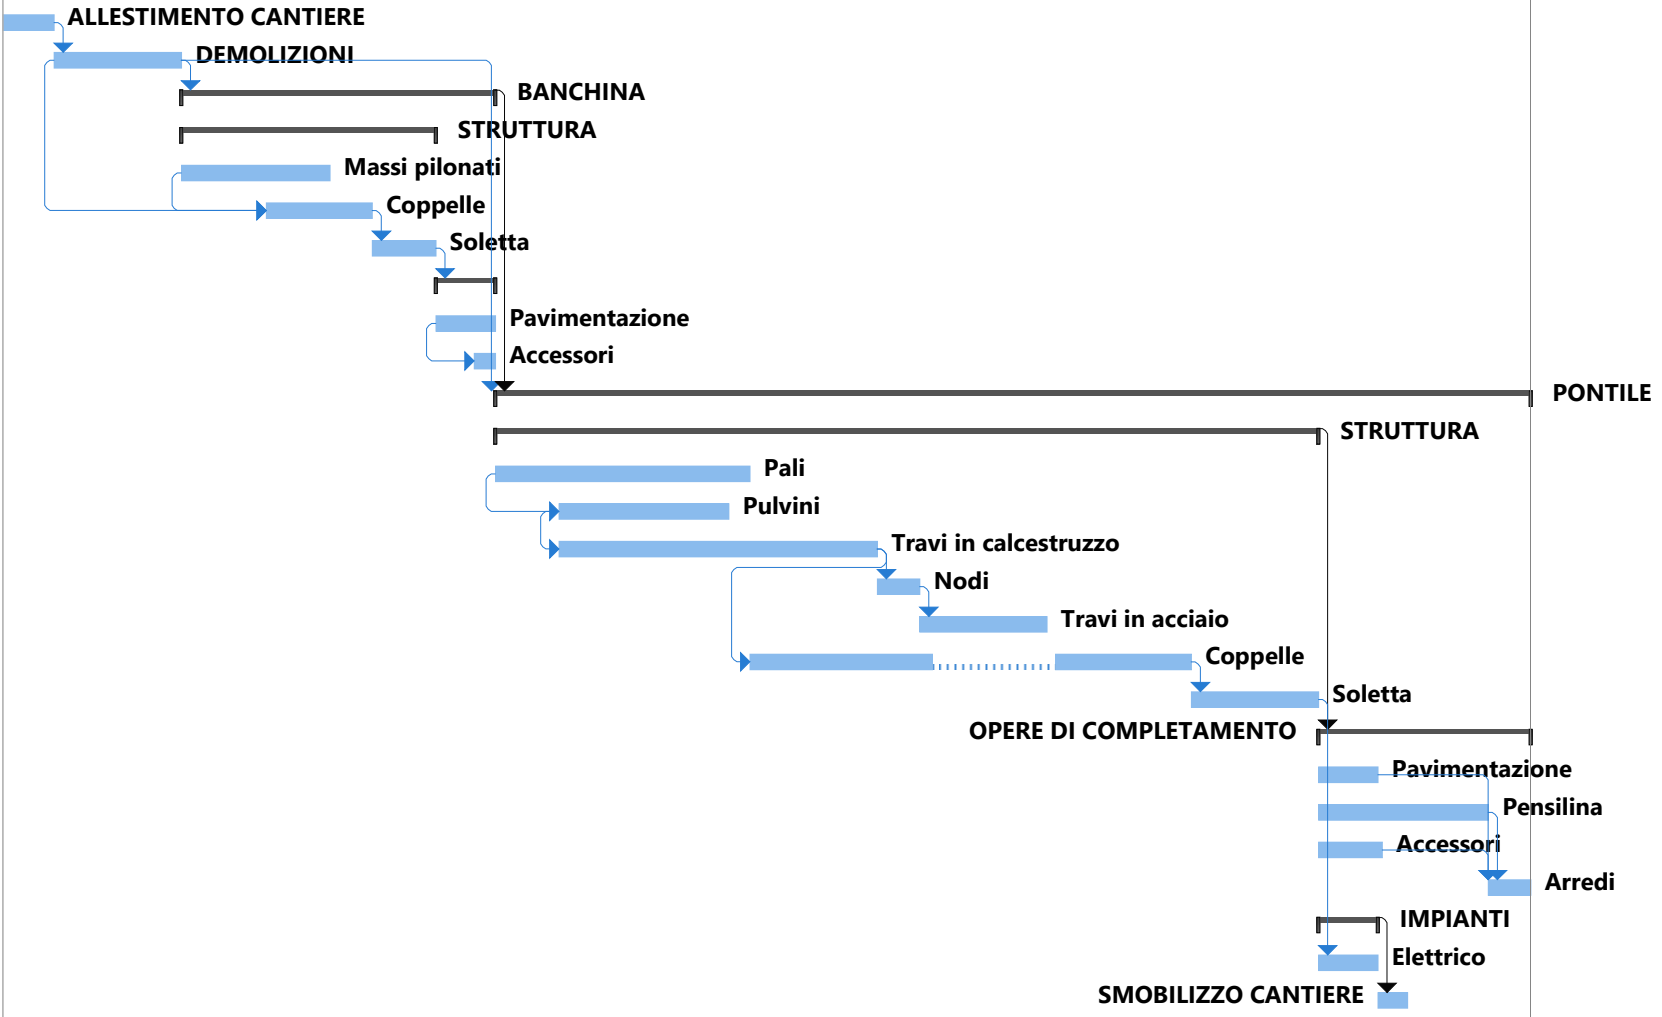 ALLESTIMENTO CANTIERE
DEMOLIZIONI
BANCHINA
STRUTTURA
Massi pilonati
Coppelle
Soletta
Pavimentazione
Accessori
PONTILE
STRUTTURA
Pali
Pulvini
Travi in calcestruzzo
Nodi
Travi in acciaio
Coppelle
Soletta
OPERE DI COMPLETAMENTO
Pavimentazione
Pensilina
Accessori
Arredi
IMPIANTI
Elettrico
SMOBILIZZO CANTIERE